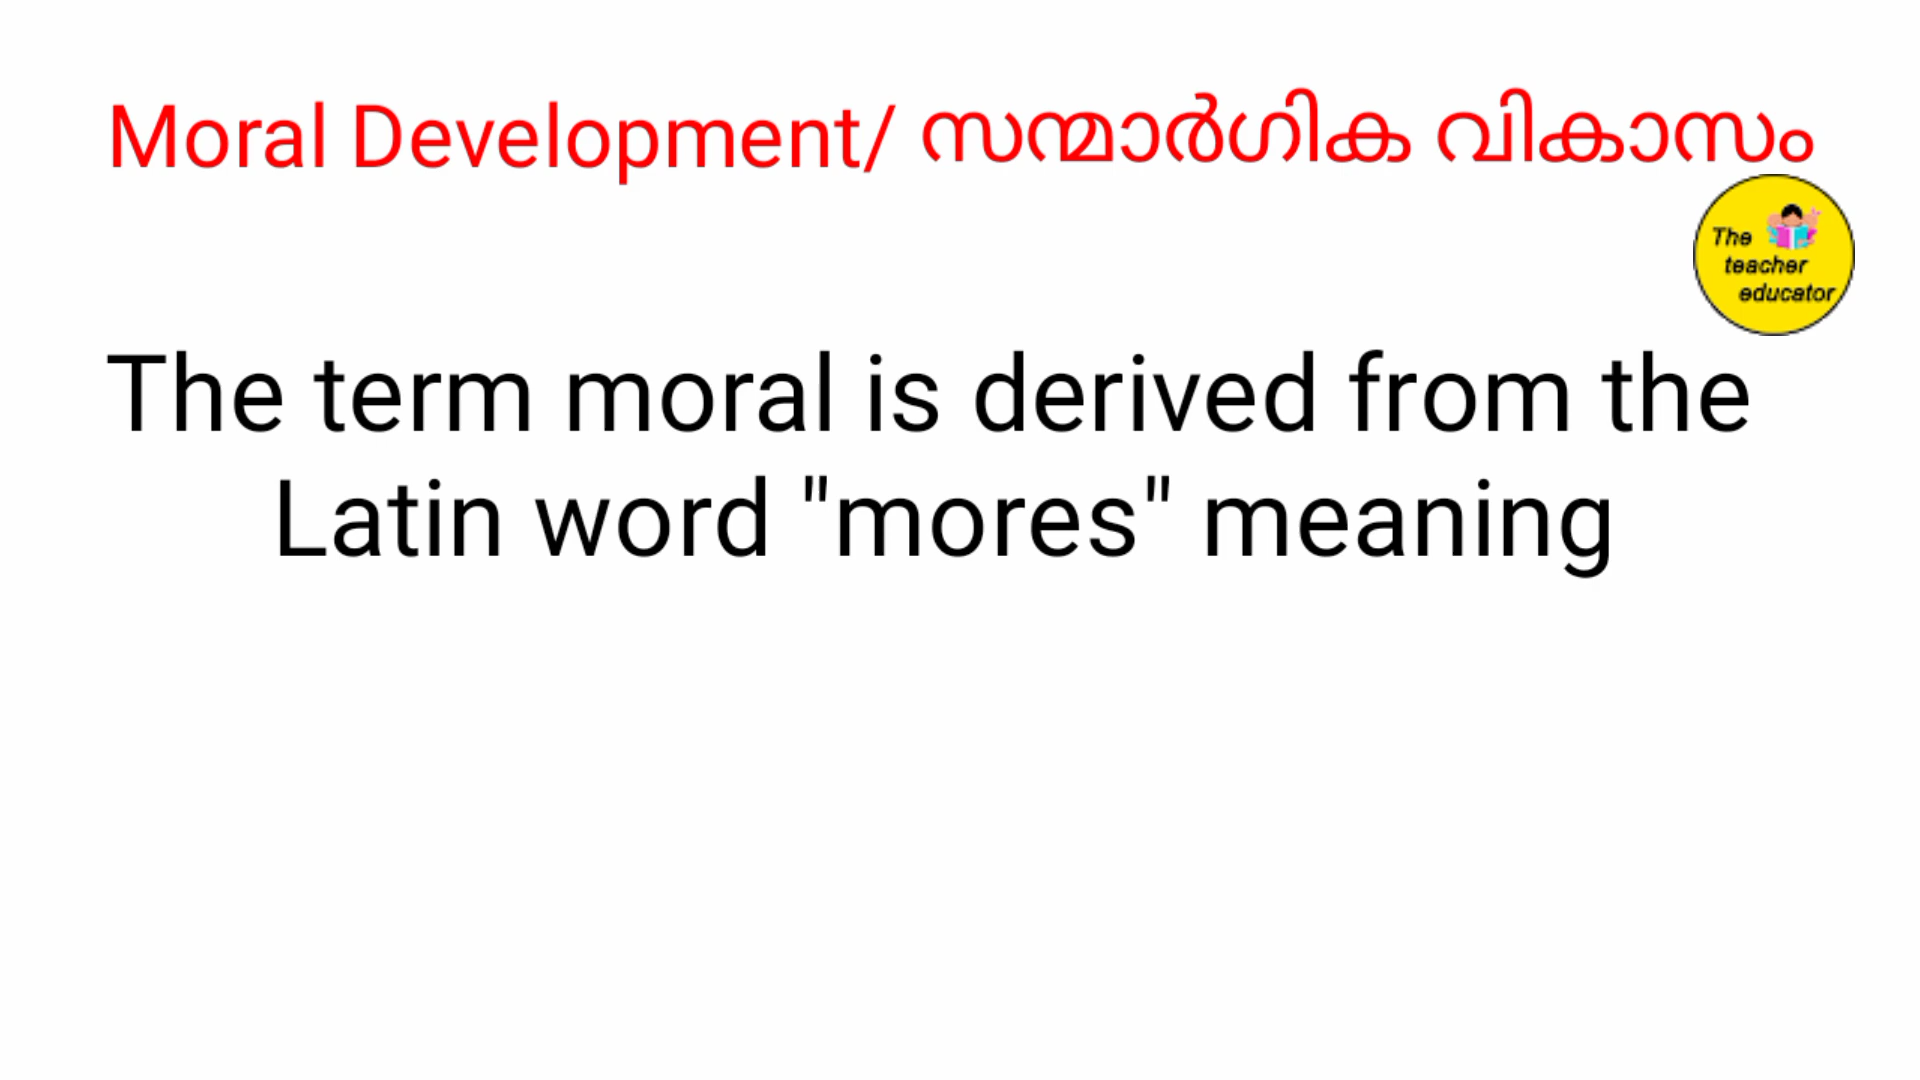 Moral Development/ സന്മാർഗിക വികാസം
The
teacher
educator
The term moral is derived from the
Latin word "mores" meaning